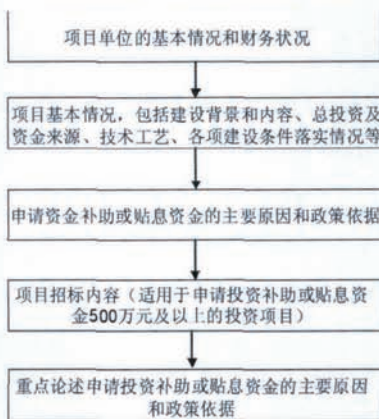 项目单位的基本情况和财务状况
项目基本情况，包括建设背景和内容、总投资及
资金来源、技术工艺、各项建设条件落实情况等
申请资金补助或贴息资金的主要原因和政策依据
项目招标内容（适用于申请投资补助或贴息资
金500万元及以上的投资项目）
重点论述申请投资补助或贴息资金的主要原因
和政策依据